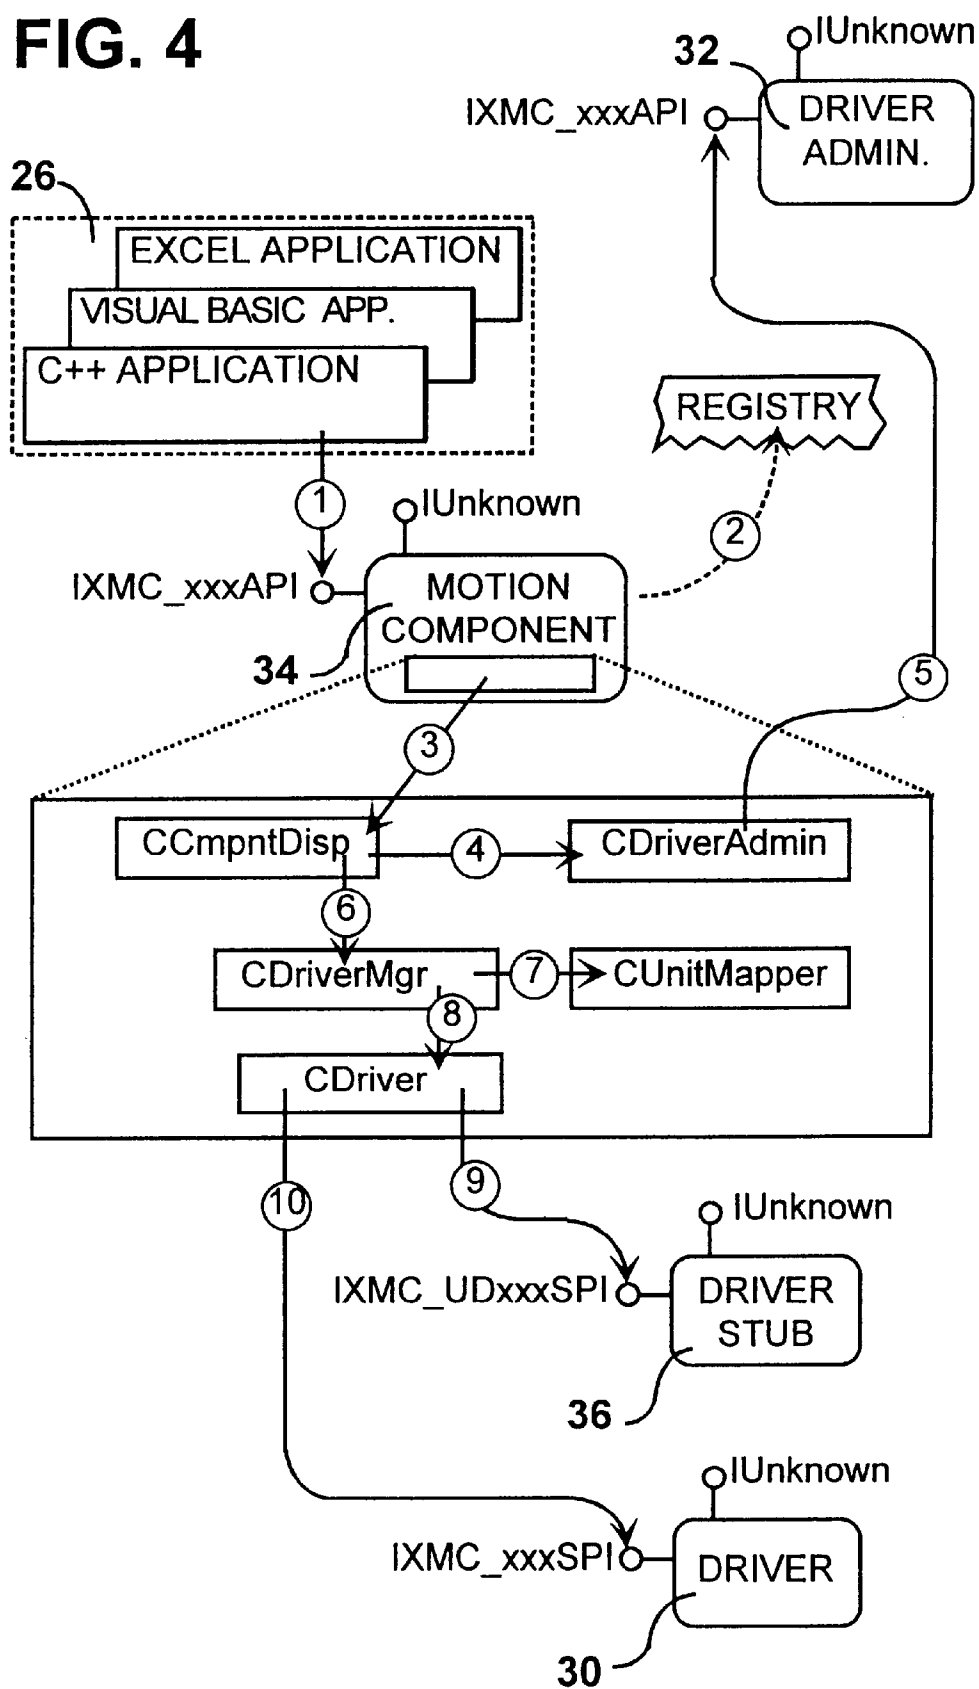 FIG. 4
IUnknown
32
IXMC_xxxAPI
DRIVER
ADMIN.
26
EXCEL APPLICATION
VISUAL BASIC APP.
C++ APPLICATION
REGISTRY
1
IUnknown
2
IXMC_xxxAPI
MOTION
COMPONENT
34
5
3
CCmpntDisp
4
CDriverAdmin
6
CDriverMgr
7
CUnitMapper
8
CDriver
10
9
IUnknown
IXMC_UDxxxSPI
DRIVER
STUB
36
IUnknown
IXMC_xxxSPI
DRIVER
30